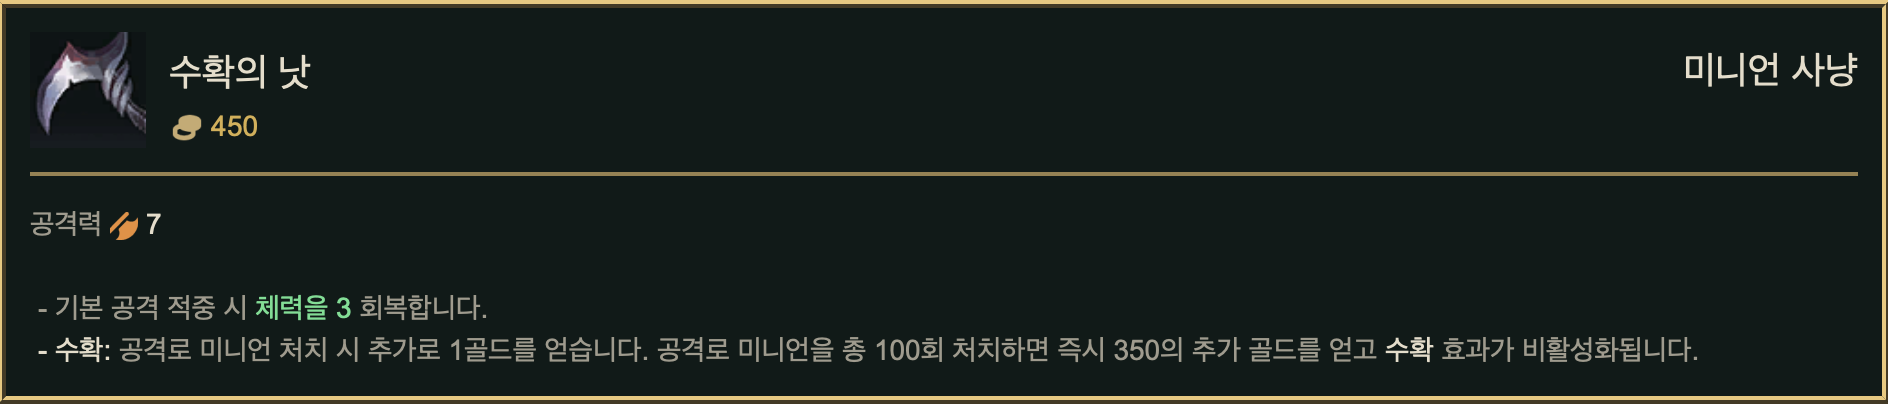 수확의 낫
미니언 사냥
450
공격력 7
- 기본 공격 적중 시 체력을 3 회복합니다.
- 수확: 공격로 미니언 처치 시 추가로 1골드를 얻습니다. 공격로 미니언을 총 100회 처치하면 즉시 350의 추가 골드를 얻고 수확 효과가 비활성화됩니다.